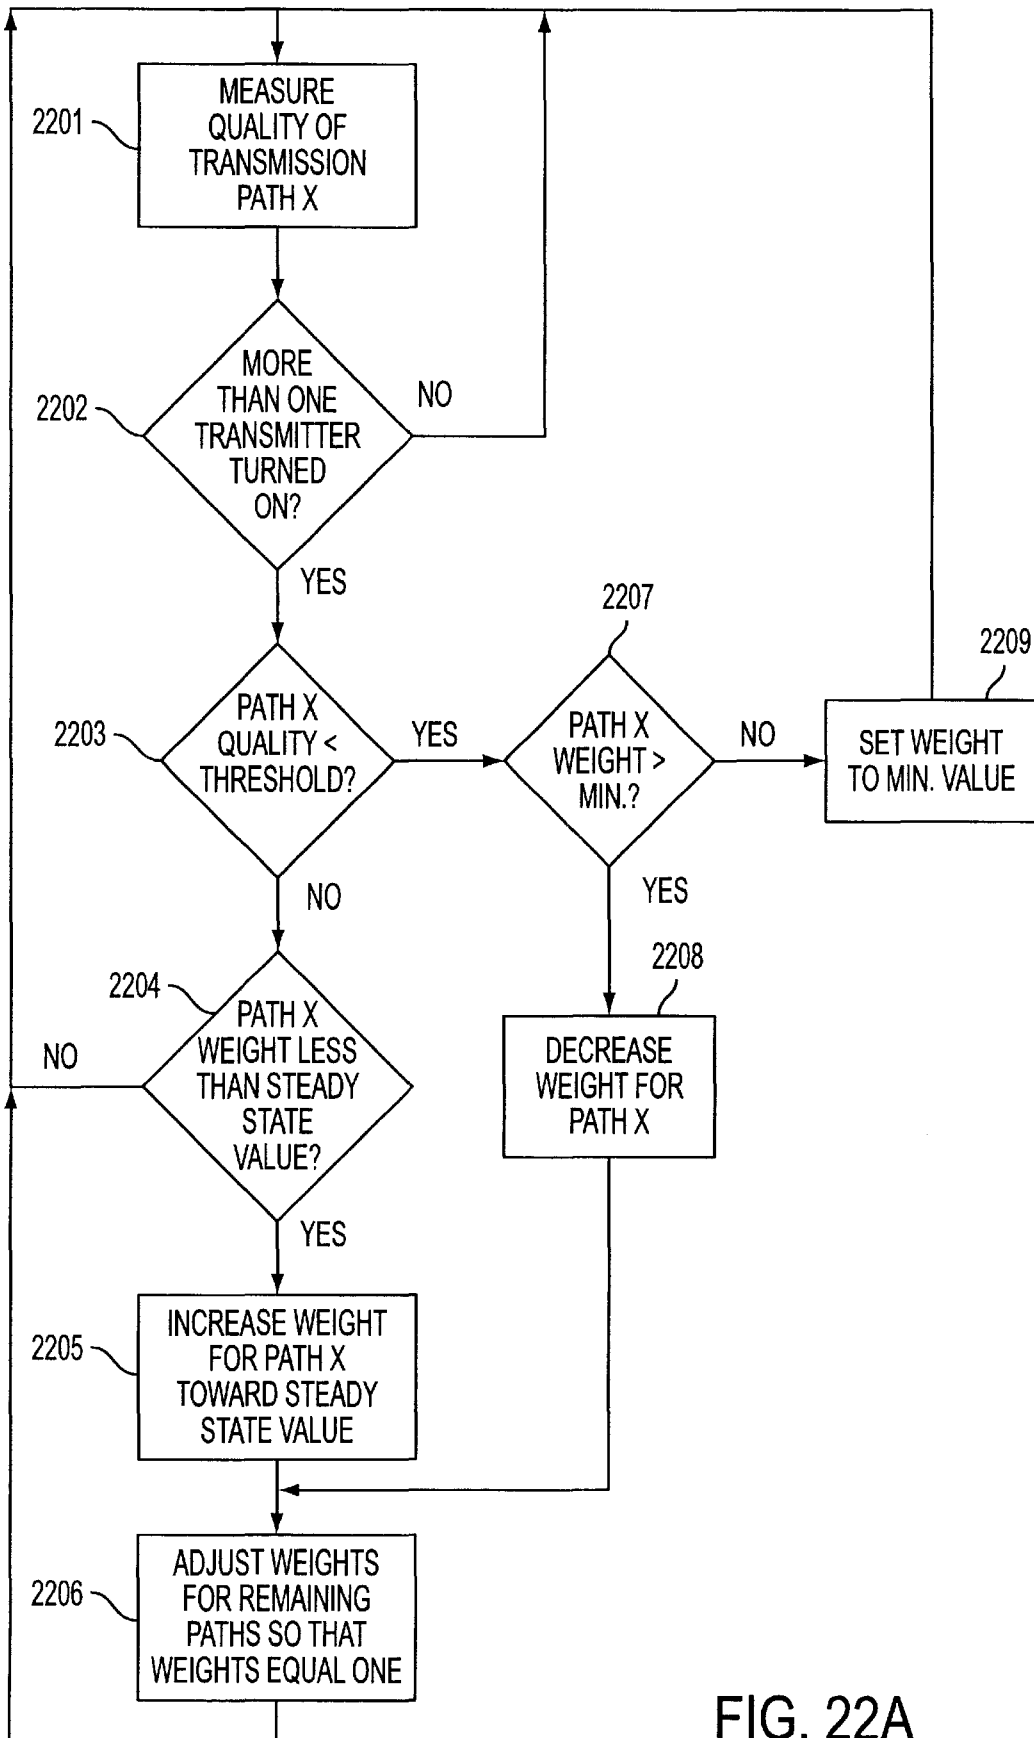 2201
MEASURE
QUALITY OF
TRANSMISSION
PATH X
2202
MORE
THAN ONE
TRANSMITTER
TURNED
ON?
NO
YES
2203
PATH X
QUALITY <
THRESHOLD?
YES
NO
2207
PATH X
WEIGHT >
MIN.?
NO
YES
2209
SET WEIGHT
TO MIN. VALUE
2204
PATH X
WEIGHT LESS
THAN STEADY
STATE
VALUE?
NO
YES
2208
DECREASE
WEIGHT FOR
PATH X
2205
INCREASE WEIGHT
FOR PATH X
TOWARD STEADY
STATE VALUE
2206
ADJUST WEIGHTS
FOR REMAINING
PATHS SO THAT
WEIGHTS EQUAL ONE
FIG. 22A